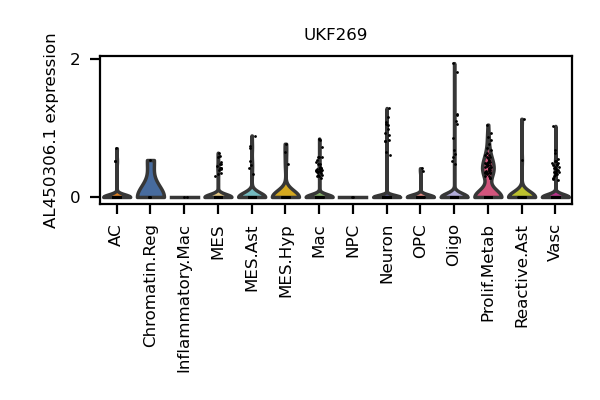 UKF269
AL450306.1 expression
2
0
AC
Chromatin.Reg
Inflammatory.Mac
MES
MES.Ast
MES.Hyp
Mac
NPC
Neuron
OPC
Oligo
Prolif.Metab
Reactive.Ast
Vasc